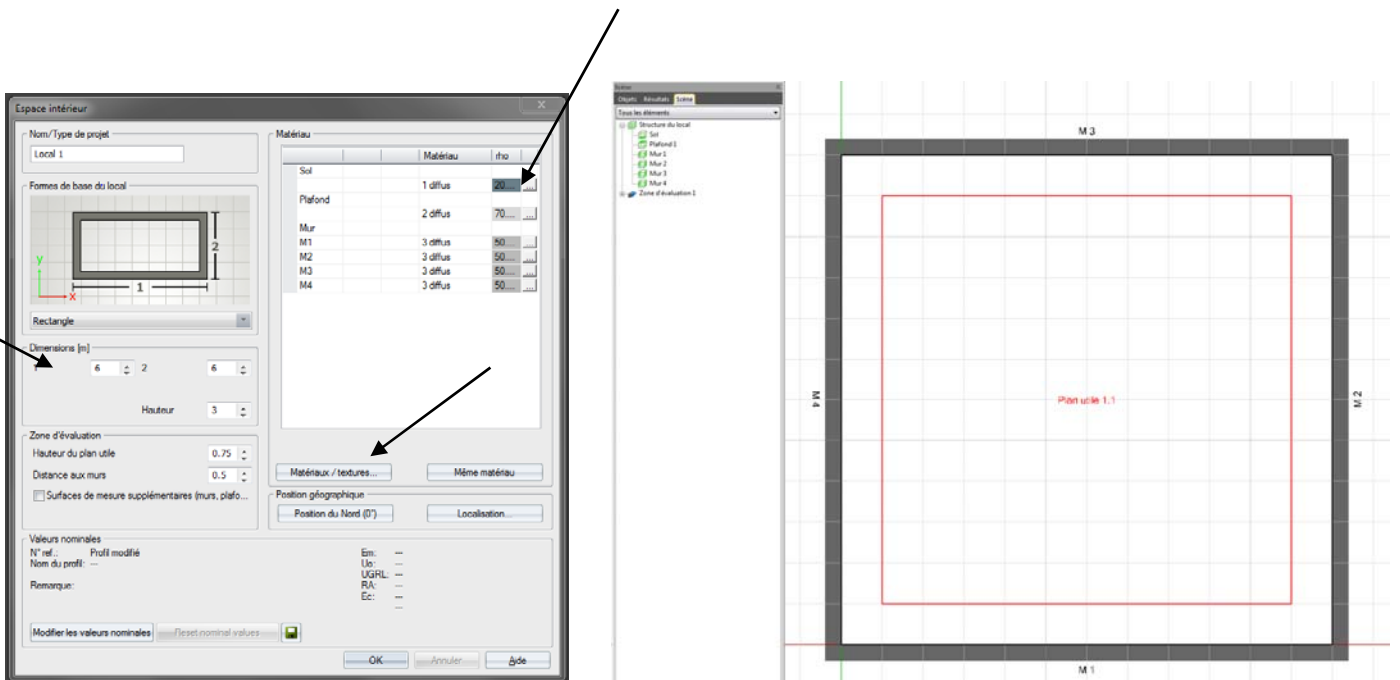 Espace intérieur
Nom/Type de projet
Local 1
Formes de base du local
y
x
1
2
Rectangle
Dimensions [m]
1 6 2 6
Hauteur 3
Zone d'évaluation
Hauteur du plan utile 0.75
Distance aux murs 0.5
Surfaces de mesure supplémentaires (murs, plafo...
Matériau
Matériau rho
Sol
1 diffus 20.... ...
Plafond
2 diffus 70.... ...
Mur
M1 3 diffus 50.... ...
M2 3 diffus 50.... ...
M3 3 diffus 50.... ...
M4 3 diffus 50.... ...
Matériaux / textures... Même matériau
Position géographique
Position du Nord (0°) Localisation...
Valeurs nominales
N° ref.: Profil modifié
Nom du profil: ---
Remarque:
Em: ---
Uo: ---
UGRL: ---
RA: ---
Ec: ---
---
Modifier les valeurs nominales Reset nominal values
OK Annuler Aide
Scène
Objets Résultats Scène
Tous les éléments
Structure du local
Sol
Plafond 1
Mur 1
Mur 2
Mur 3
Mur 4
Zone d'évaluation 1
M 3
M 4
Plan utile 1.1
M 2
M 1